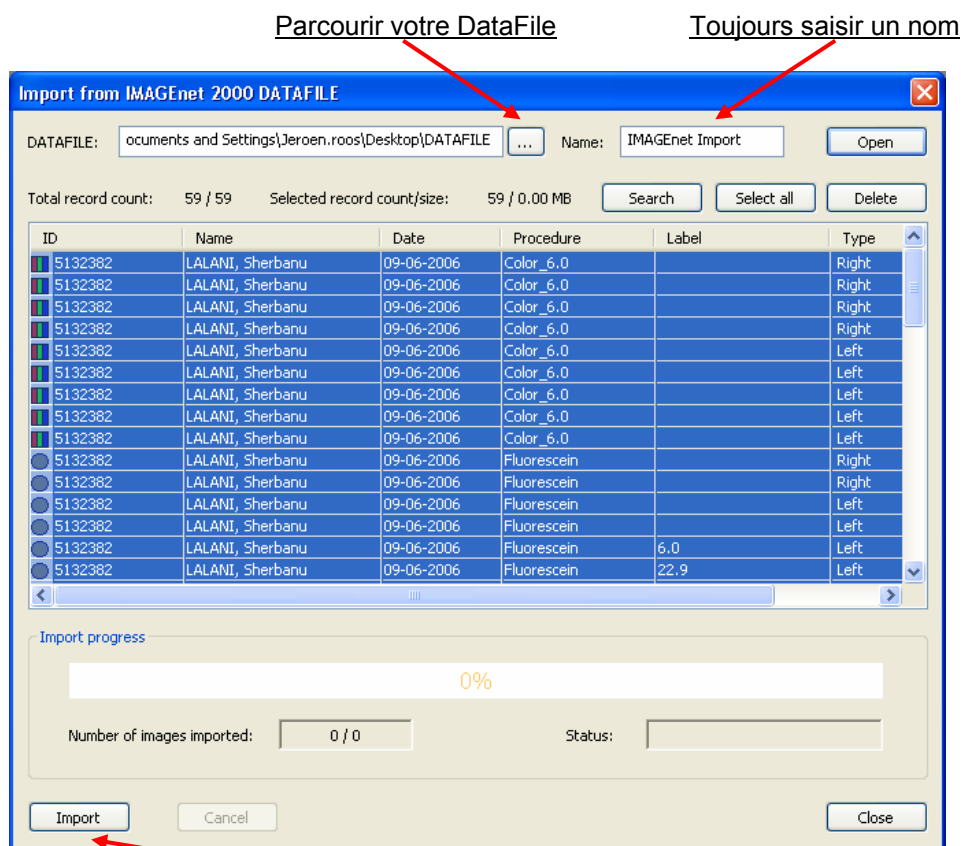 Parcourir votre DataFile Toujours saisir un nom
Import from IMAGEnet 2000 DATAFILE
DATAFILE: ocuments and Settings\Jeroen.roos\Desktop\DATAFILE ... Name: IMAGEnet Import Open
Total record count: 59 / 59 Selected record count/size: 59 / 0.00 MB Search Select all Delete
ID Name Date Procedure Label Type
5132382 LALANI, Sherbanu 09-06-2006 Color_6.0 Right
5132382 LALANI, Sherbanu 09-06-2006 Color_6.0 Right
5132382 LALANI, Sherbanu 09-06-2006 Color_6.0 Right
5132382 LALANI, Sherbanu 09-06-2006 Color_6.0 Right
5132382 LALANI, Sherbanu 09-06-2006 Color_6.0 Left
5132382 LALANI, Sherbanu 09-06-2006 Color_6.0 Left
5132382 LALANI, Sherbanu 09-06-2006 Color_6.0 Left
5132382 LALANI, Sherbanu 09-06-2006 Color_6.0 Left
5132382 LALANI, Sherbanu 09-06-2006 Color_6.0 Left
5132382 LALANI, Sherbanu 09-06-2006 Fluorescein Right
5132382 LALANI, Sherbanu 09-06-2006 Fluorescein Right
5132382 LALANI, Sherbanu 09-06-2006 Fluorescein Left
5132382 LALANI, Sherbanu 09-06-2006 Fluorescein Left
5132382 LALANI, Sherbanu 09-06-2006 Fluorescein 6.0 Left
5132382 LALANI, Sherbanu 09-06-2006 Fluorescein 22.9 Left
Import progress
0%
Number of images imported: 0 / 0 Status:
Import Cancel Close